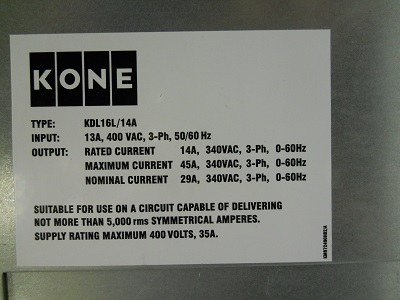 KONE
TYPE: KDL16L/14A
INPUT: 13A, 400 VAC, 3-Ph, 50/60 Hz
OUTPUT: RATED CURRENT 14A, 340VAC, 3-Ph, 0-60Hz
MAXIMUM CURRENT 45A, 340VAC, 3-Ph, 0-60Hz
NOMINAL CURRENT 29A, 340VAC, 3-Ph, 0-60Hz
SUITABLE FOR USE ON A CIRCUIT CAPABLE OF DELIVERING
NOT MORE THAN 5,000 rms SYMMETRICAL AMPERES.
SUPPLY RATING MAXIMUM 400 VOLTS, 35A.